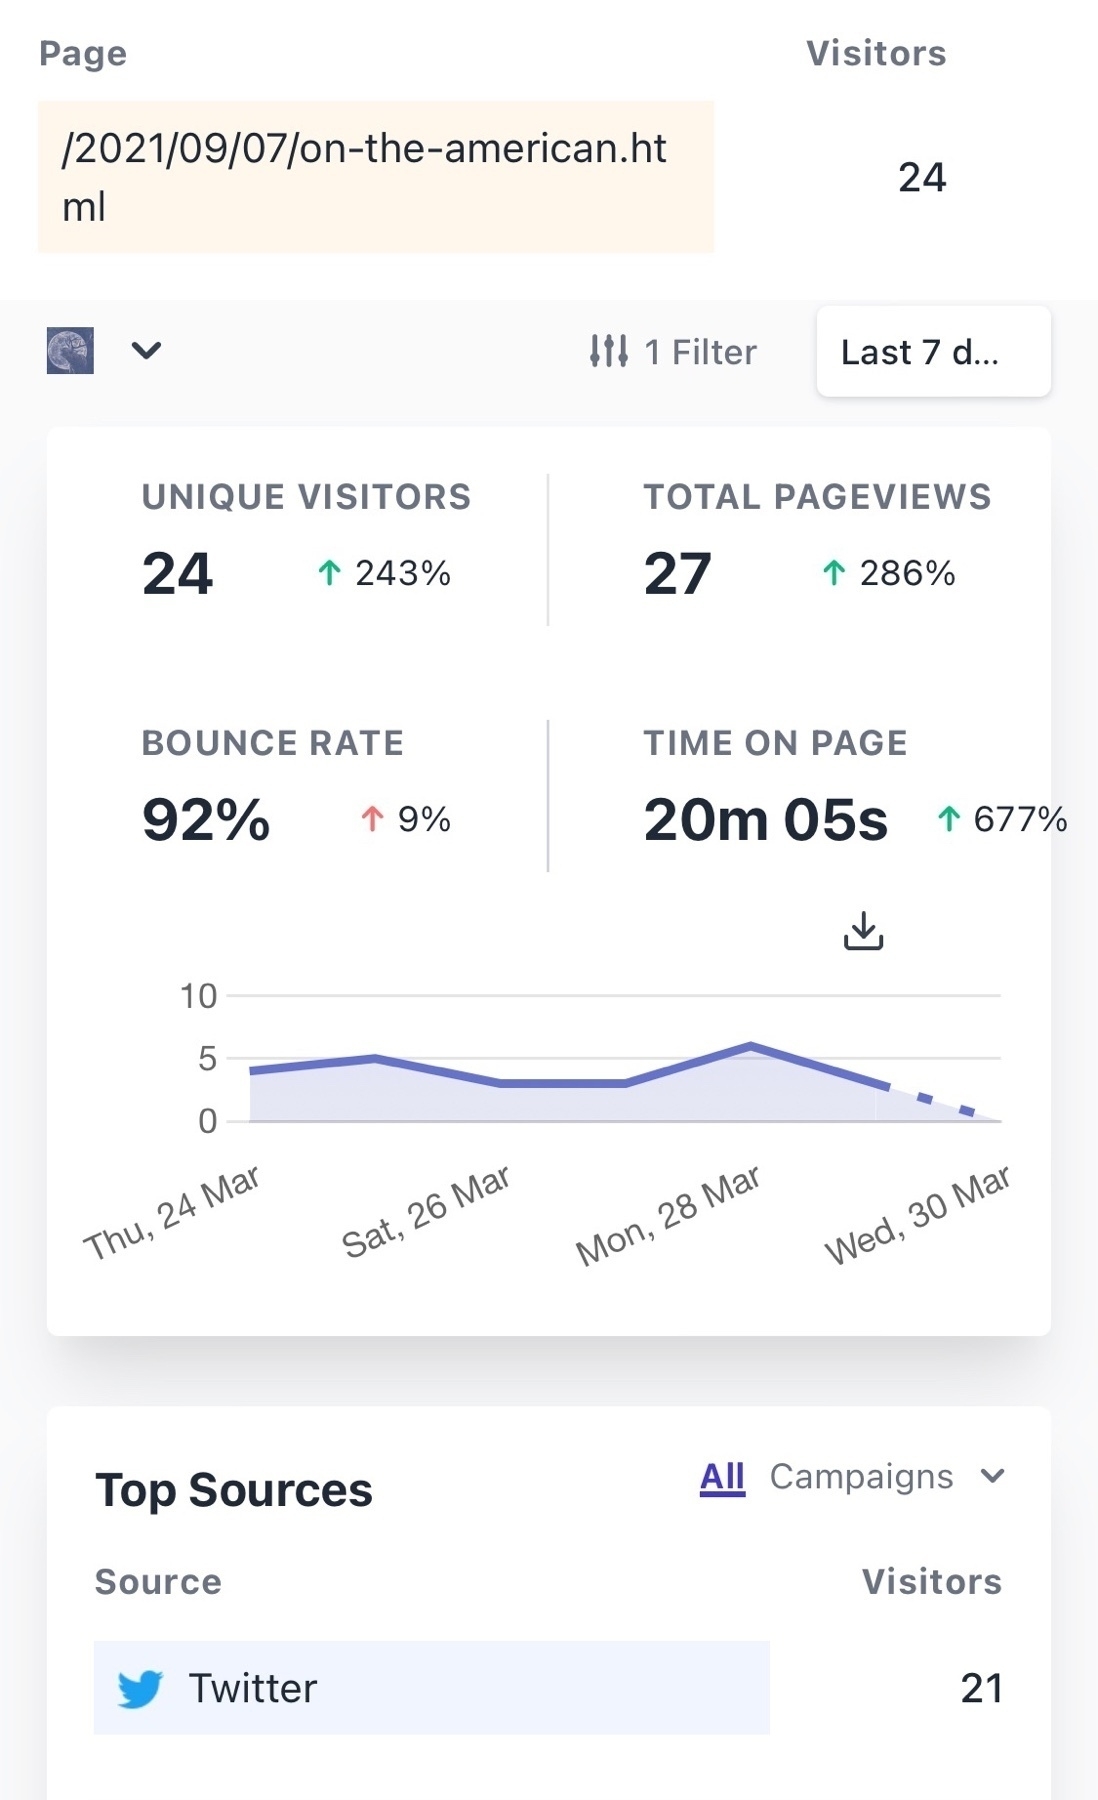 Page Visitors
/2021/09/07/on-the-american.ht
ml
24
1 Filter Last 7 d...
UNIQUE VISITORS TOTAL PAGEVIEWS
24 ↑ 243% 27 ↑ 286%
BOUNCE RATE TIME ON PAGE
92% ↑ 9% 20m 05s ↑ 677%
10
5
0
Thu, 24 Mar Sat, 26 Mar Mon, 28 Mar Wed, 30 Mar
Top Sources All Campaigns
Source Visitors
Twitter 21